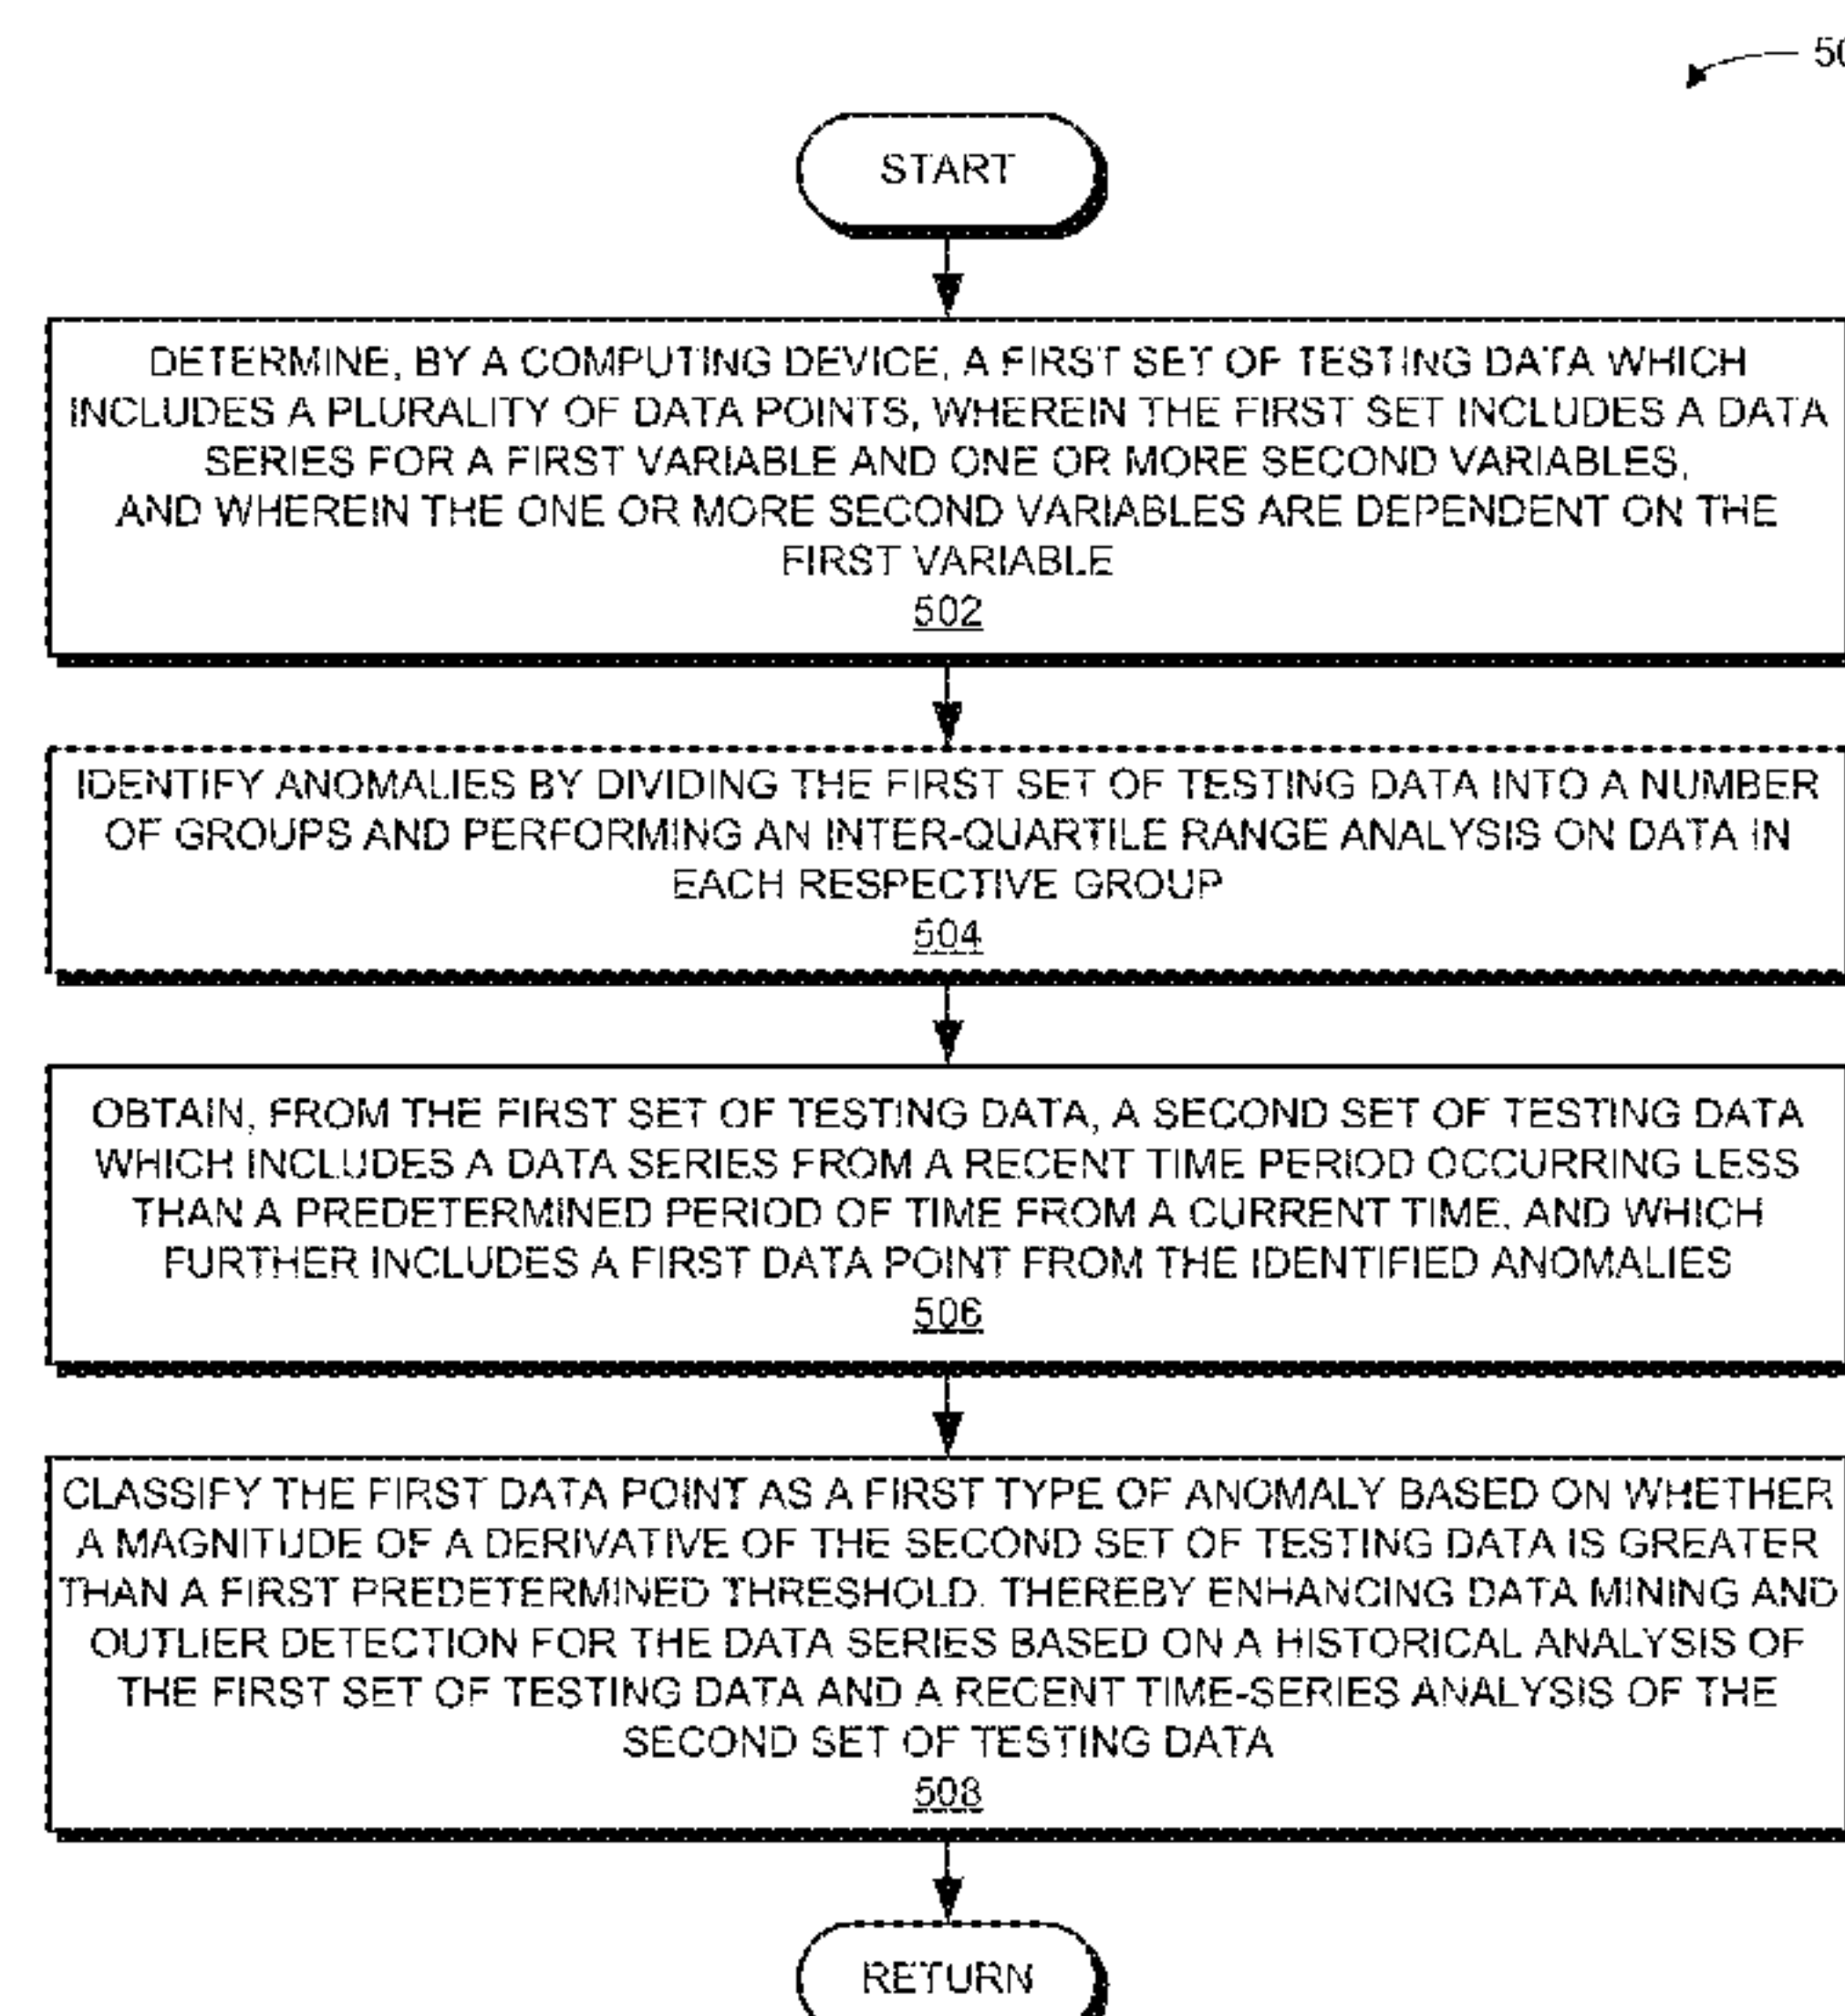 50
START
DETERMINE, BY A COMPUTING DEVICE, A FIRST SET OF TESTING DATA WHICH
INCLUDES A PLURALITY OF DATA POINTS, WHEREIN THE FIRST SET INCLUDES A DATA
SERIES FOR A FIRST VARIABLE AND ONE OR MORE SECOND VARIABLES,
AND WHEREIN THE ONE OR MORE SECOND VARIABLES ARE DEPENDENT ON THE
FIRST VARIABLE
502
IDENTIFY ANOMALIES BY DIVIDING THE FIRST SET OF TESTING DATA INTO A NUMBER
OF GROUPS AND PERFORMING AN INTER-QUARTILE RANGE ANALYSIS ON DATA IN
EACH RESPECTIVE GROUP
504
OBTAIN, FROM THE FIRST SET OF TESTING DATA, A SECOND SET OF TESTING DATA
WHICH INCLUDES A DATA SERIES FROM A RECENT TIME PERIOD OCCURRING LESS
THAN A PREDETERMINED PERIOD OF TIME FROM A CURRENT TIME, AND WHICH
FURTHER INCLUDES A FIRST DATA POINT FROM THE IDENTIFIED ANOMALIES
506
CLASSIFY THE FIRST DATA POINT AS A FIRST TYPE OF ANOMALY BASED ON WHETHER
A MAGNITUDE OF A DERIVATIVE OF THE SECOND SET OF TESTING DATA IS GREATER
THAN A FIRST PREDETERMINED THRESHOLD, THEREBY ENHANCING DATA MINING AND
OUTLIER DETECTION FOR THE DATA SERIES BASED ON A HISTORICAL ANALYSIS OF
THE FIRST SET OF TESTING DATA AND A RECENT TIME-SERIES ANALYSIS OF THE
SECOND SET OF TESTING DATA
508
RETURN